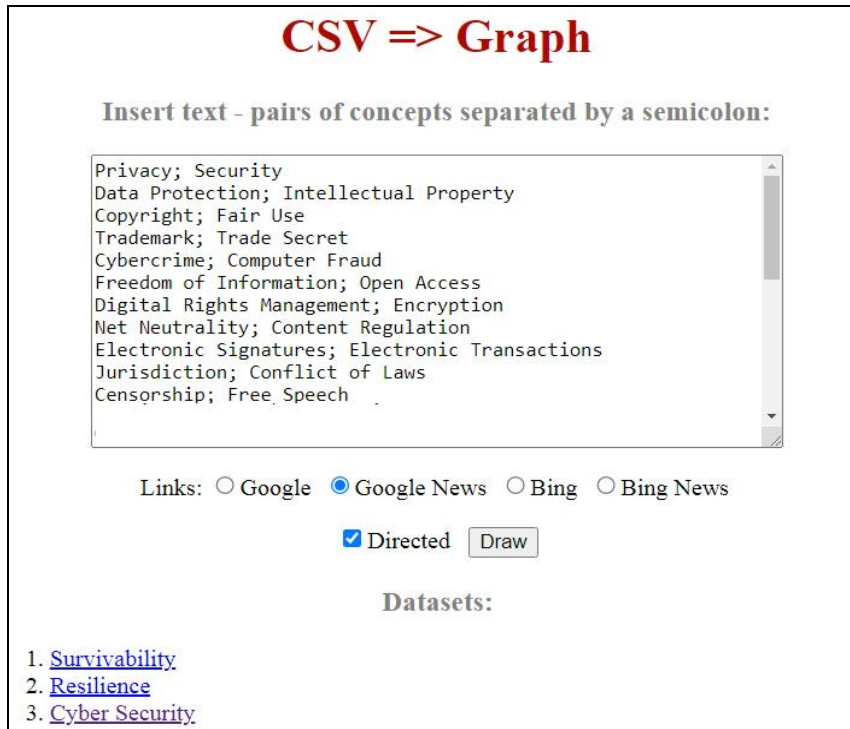 CSV => Graph
Insert text - pairs of concepts separated by a semicolon:
Privacy; Security
Data Protection; Intellectual Property
Copyright; Fair Use
Trademark; Trade Secret
Cybercrime; Computer Fraud
Freedom of Information; Open Access
Digital Rights Management; Encryption
Net Neutrality; Content Regulation
Electronic Signatures; Electronic Transactions
Jurisdiction; Conflict of Laws
Censorship; Free Speech
Links: Google Google News Bing Bing News
Directed Draw
Datasets:
1. Survivability
2. Resilience
3. Cyber Security